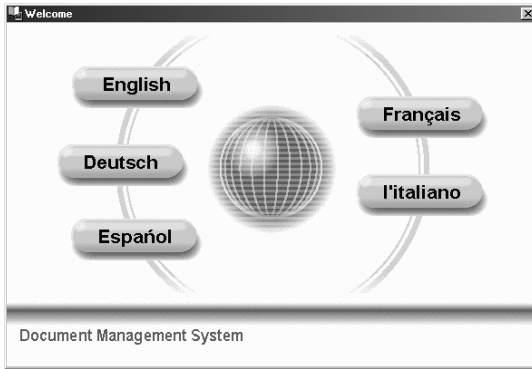 Welcome
English
Deutsch
Español
Français
l'italiano
Document Management System